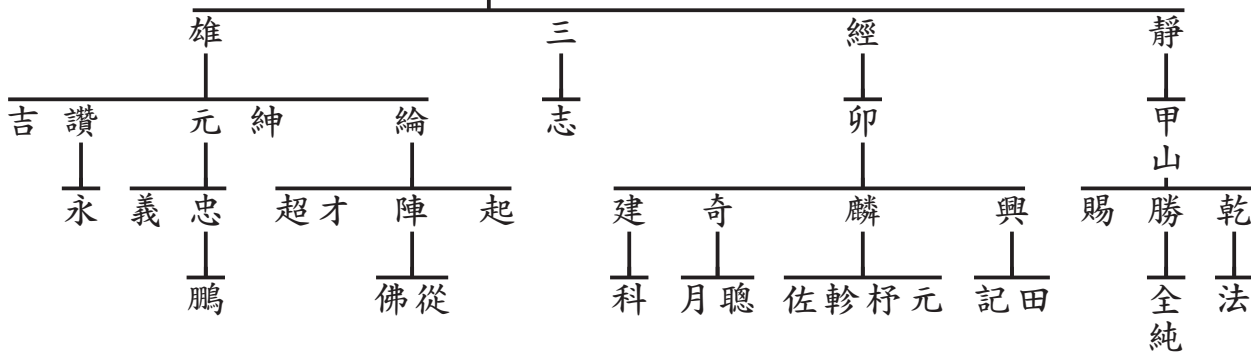 雄 三 經 靜
吉 讚 元 紳 綸 志 卯 甲山
永 義 忠 超 才 陣 起 建 奇 麟 興 賜 勝 乾
鵬 佛 從 科 月 聰 佐 軫 杼 元 記 田 全純 法